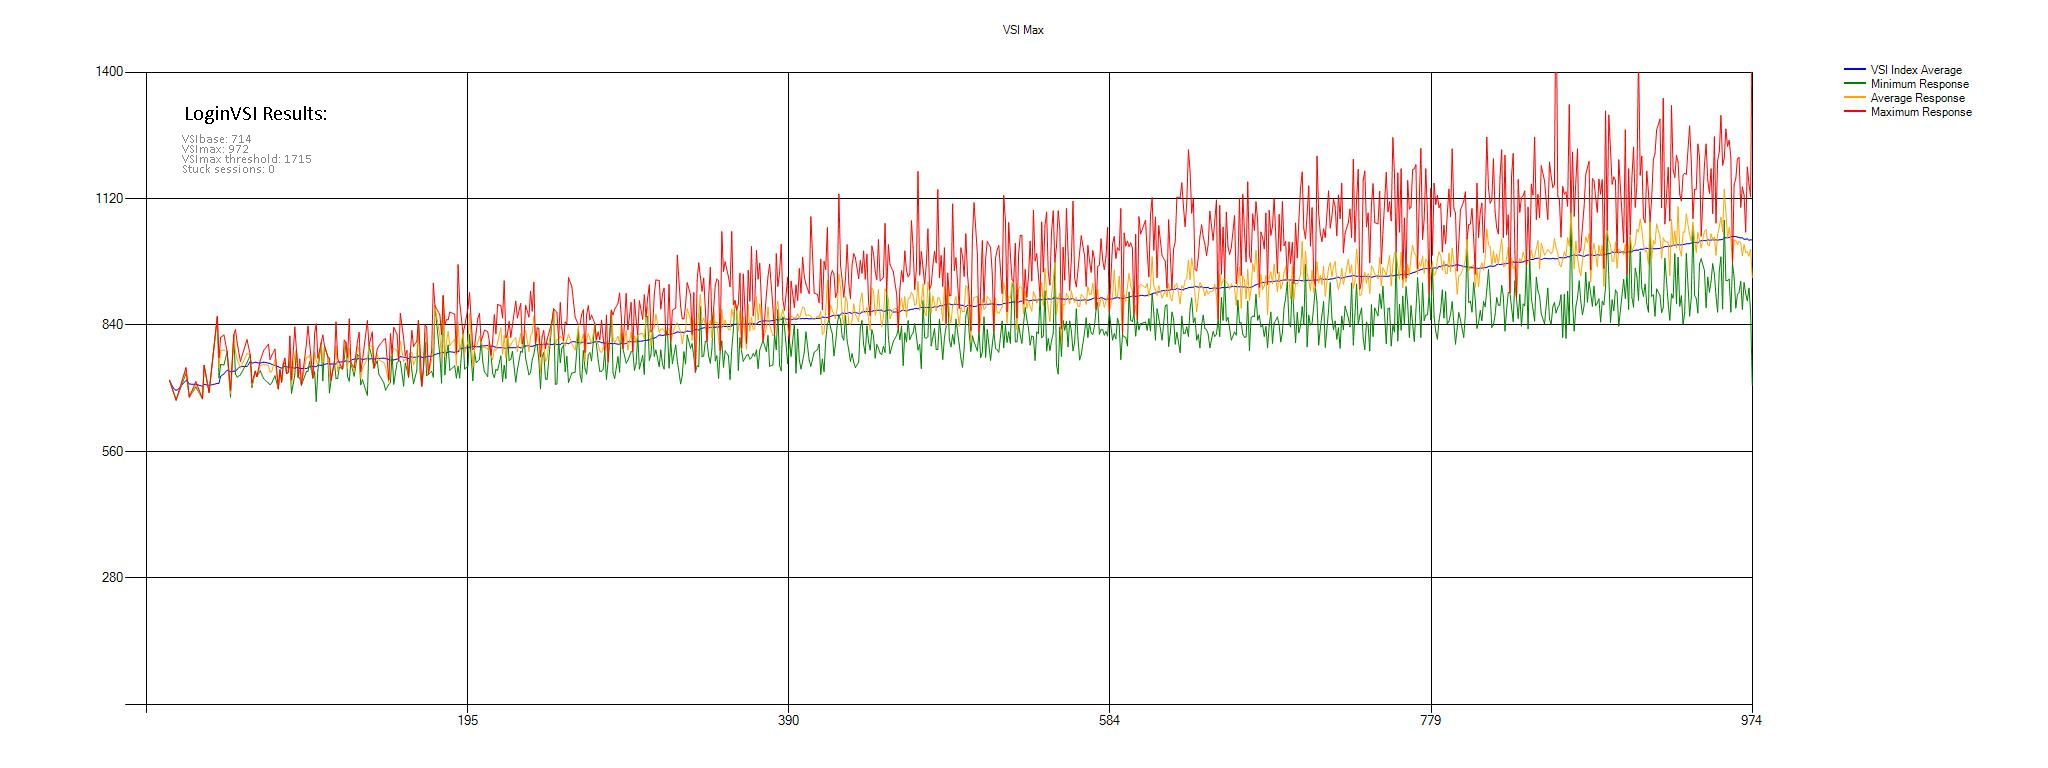 VSI Max
1400
1120
840
560
280
195
390
584
779
974
LoginVSI Results:
VSIbase: 714
VSImax: 972
VSImax threshold: 1715
Stuck sessions: 0
VSI Index Average
Minimum Response
Average Response
Maximum Response